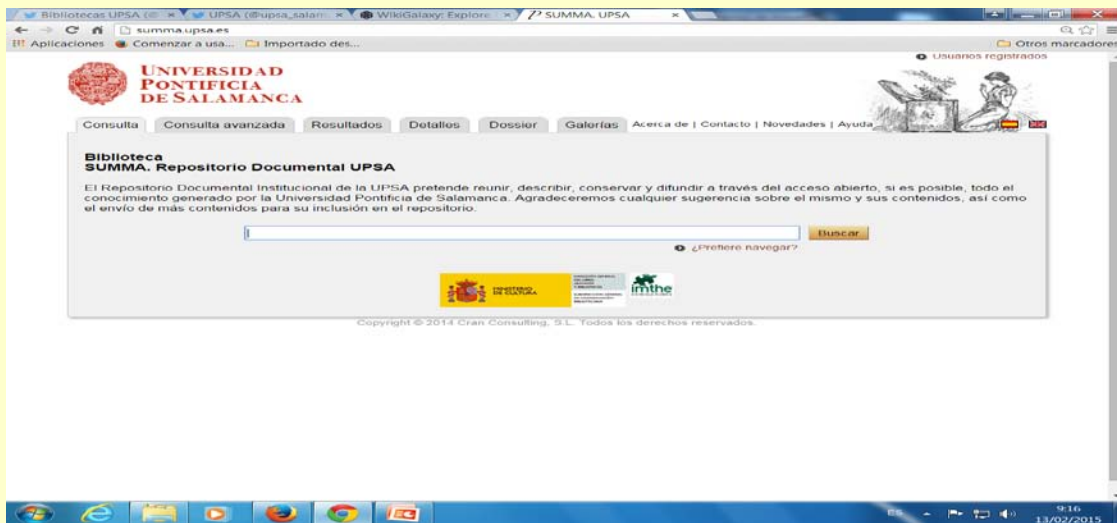 Bibliotecas UPSA (@
UPSA (@upsa_salam
WikiGalaxy: Explore
SUMMA. UPSA
summa.upsa.es
Aplicaciones
Comenzar a usa...
Importado des...
Otros marcadores
Usuarios registrados
UNIVERSIDAD
PONTIFICIA
DE SALAMANCA
Consulta
Consulta avanzada
Resultados
Detalles
Dossier
Galerías
Acerca de | Contacto | Novedades | Ayuda
Biblioteca
SUMMA. Repositorio Documental UPSA
El Repositorio Documental Institucional de la UPSA pretende reunir, describir, conservar y difundir a través del acceso abierto, si es posible, todo el
conocimiento generado por la Universidad Pontificia de Salamanca. Agradeceremos cualquier sugerencia sobre el mismo y sus contenidos, así como
el envío de más contenidos para su inclusión en el repositorio.
Buscar
¿Prefiere navegar?
MINISTERIO
DE CULTURA
imthe
Copyright © 2014 Cran Consulting, S.L. Todos los derechos reservados.
ES
9:16
13/02/2015